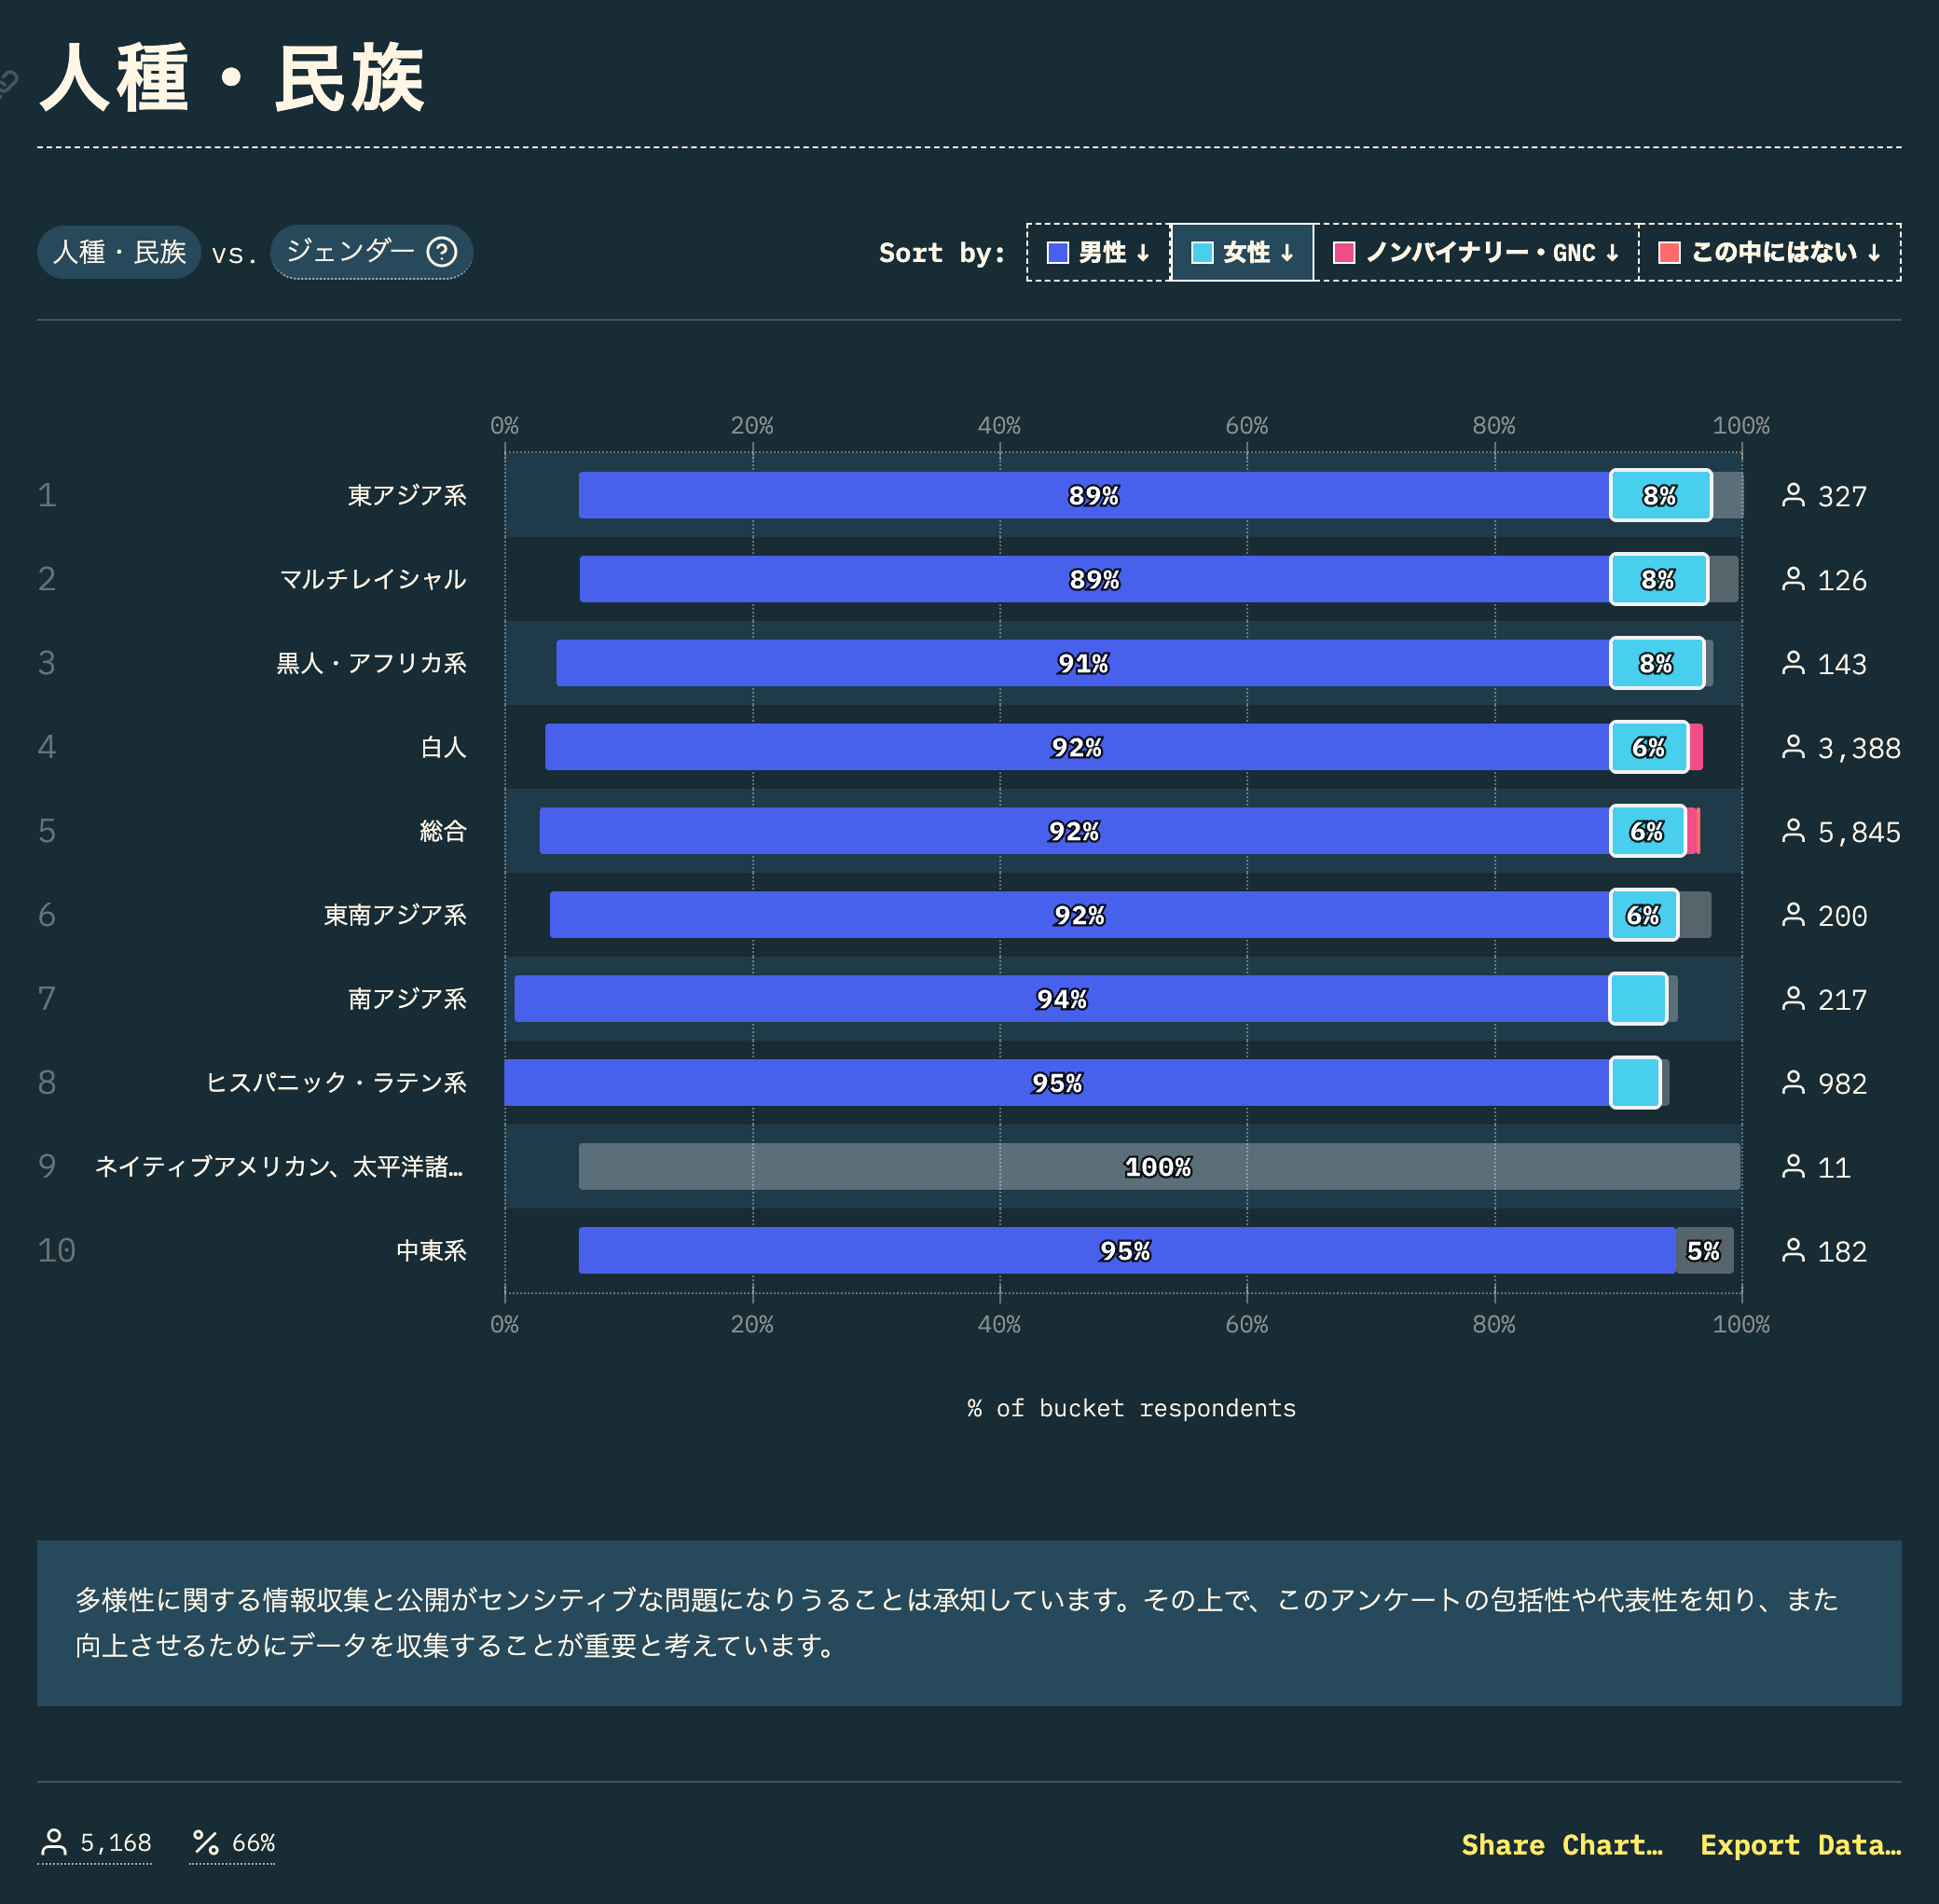 人種・民族
人種・民族 vs. ジェンダー ?
Sort by: 男性 ↓ 女性 ↓ ノンバイナリー・GNC ↓ この中にはない ↓
0% 20% 40% 60% 80% 100%
1 東アジア系 89% 8% 327
2 マルチレイシャル 89% 8% 126
3 黒人・アフリカ系 91% 8% 143
4 白人 92% 6% 3,388
5 総合 92% 6% 5,845
6 東南アジア系 92% 6% 200
7 南アジア系 94% 217
8 ヒスパニック・ラテン系 95% 982
9 ネイティブアメリカン、太平洋諸… 100% 11
10 中東系 95% 5% 182
0% 20% 40% 60% 80% 100%
% of bucket respondents
多様性に関する情報収集と公開がセンシティブな問題になりうることは承知しています。その上で、このアンケートの包括性や代表性を知り、また
向上させるためにデータを収集することが重要と考えています。
5,168 % 66% Share Chart… Export Data…